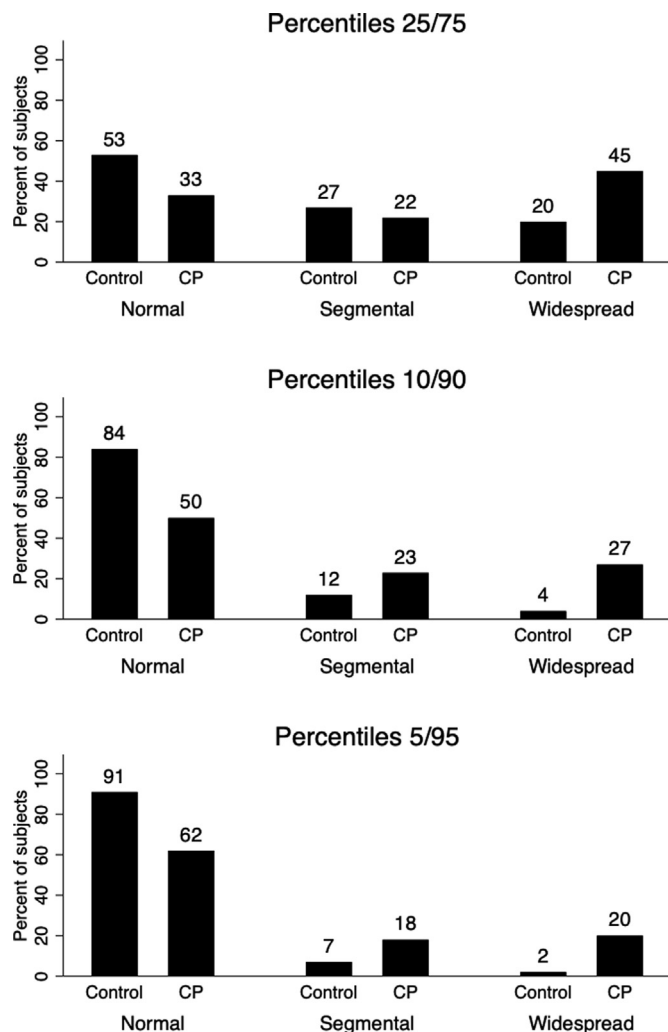 Percentiles 25/75
Percent of subjects
0 20 40 60 80 100
53 33 27 22 20 45
Control CP Control CP Control CP
Normal Segmental Widespread
Percentiles 10/90
Percent of subjects
0 20 40 60 80 100
84 50 12 23 4 27
Control CP Control CP Control CP
Normal Segmental Widespread
Percentiles 5/95
Percent of subjects
0 20 40 60 80 100
91 62 7 18 2 20
Control CP Control CP Control CP
Normal Segmental Widespread